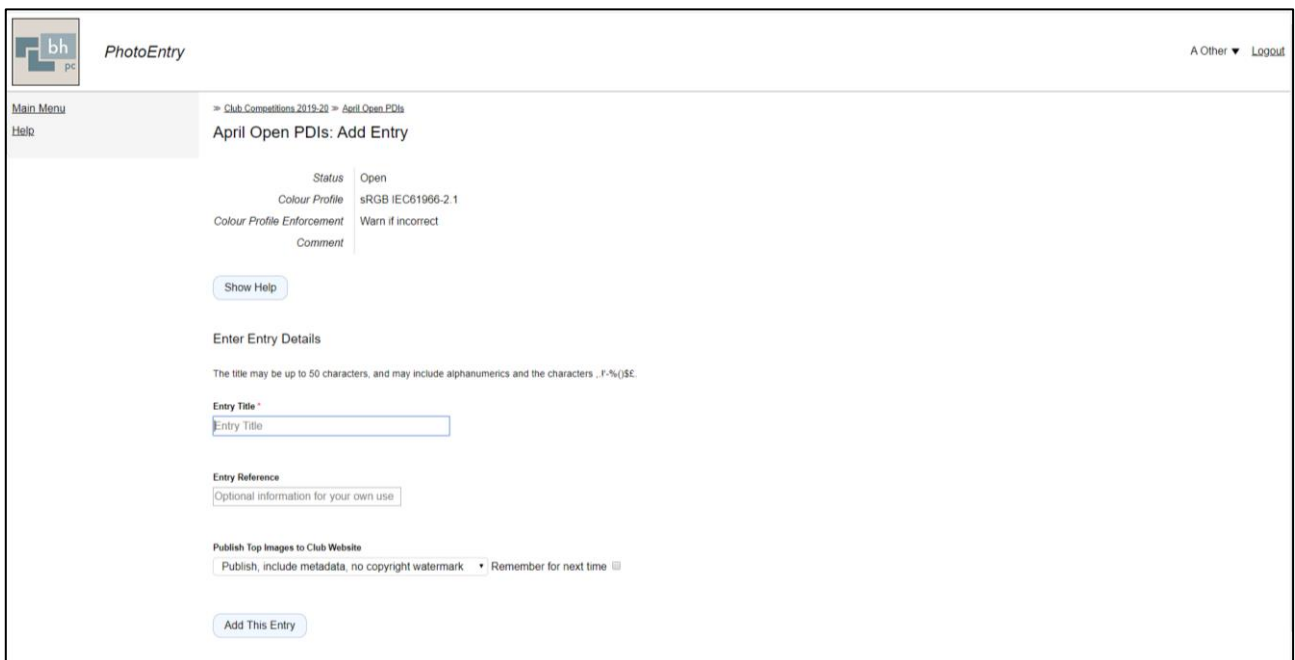 bh
pc
PhotoEntry
A Other ▼ Logout
Main Menu
Help
≫ Club Competitions 2019-20 ≫ April Open PDIs
April Open PDIs: Add Entry
Status Open
Colour Profile sRGB IEC61966-2.1
Colour Profile Enforcement Warn if incorrect
Comment
Show Help
Enter Entry Details
The title may be up to 50 characters, and may include alphanumerics and the characters ,.!'-%()$£.
Entry Title *
Entry Title
Entry Reference
Optional information for your own use
Publish Top Images to Club Website
Publish, include metadata, no copyright watermark Remember for next time
Add This Entry